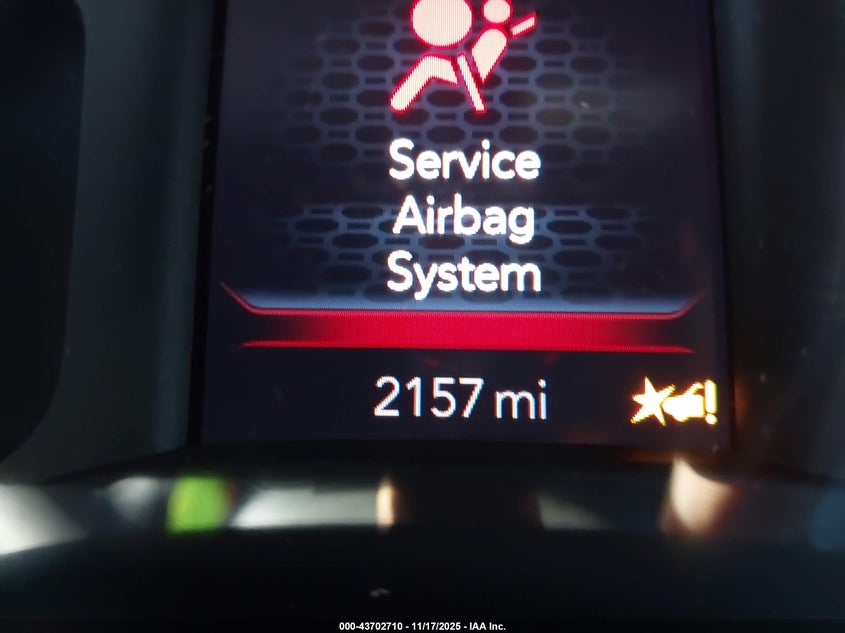 Service
Airbag
System
2157 mi
000-43702710 - 11/17/2025 - IAA Inc.